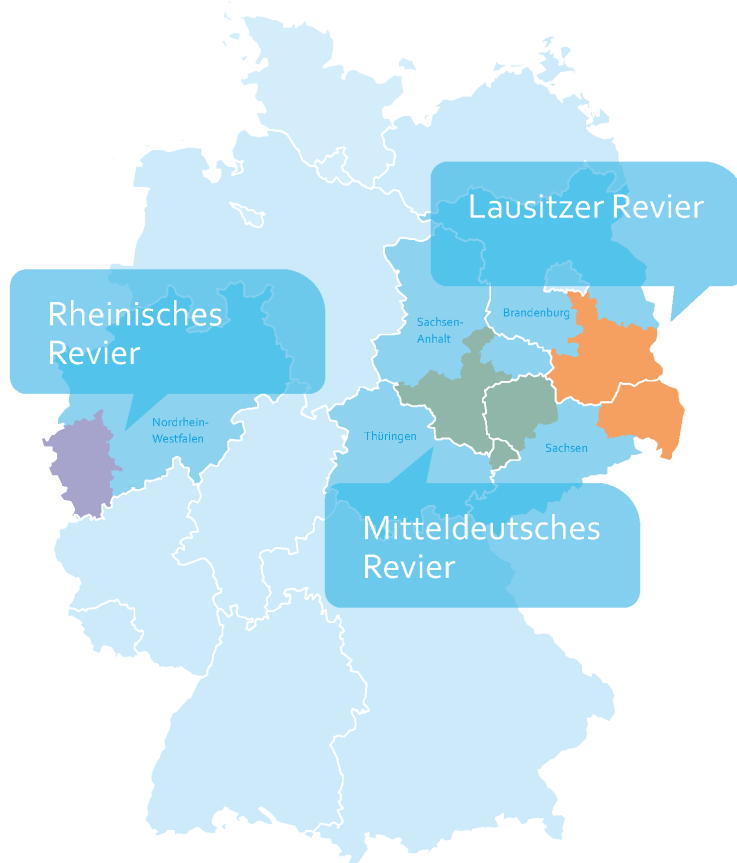 Lausitzer Revier
Rheinisches
Revier
Sachsen-
Anhalt
Brandenburg
Nordrhein-
Westfalen
Thüringen
Sachsen
Mitteldeutsches
Revier